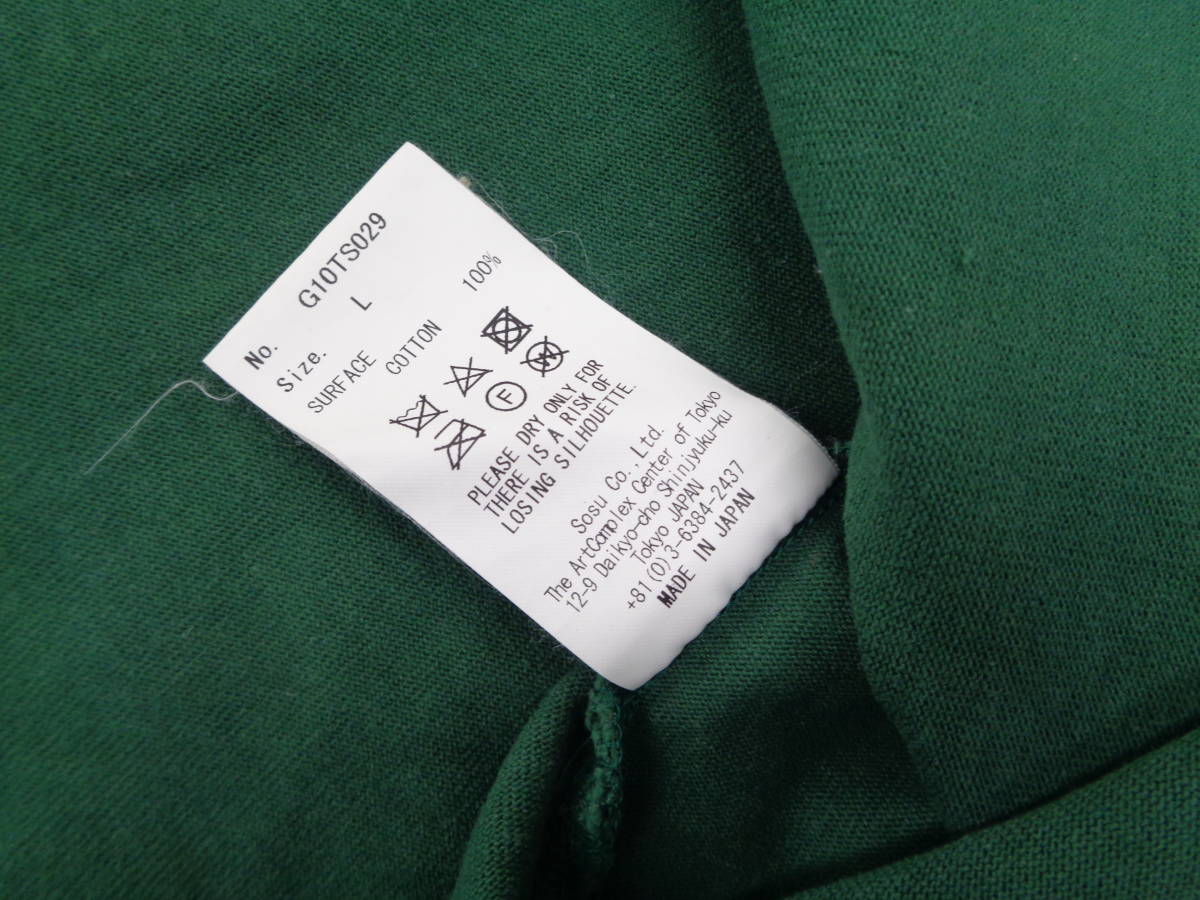 No. G10TS029
Size. L
SURFACE
COTTON 100%
F
W
PLEASE DRY ONLY FOR
THERE IS A RISK OF
LOSING SILHOUETTE.
Sosu Co., Ltd.
The ArtComplex Center of Tokyo
12-9 Daikyo-cho Shinjyuku-ku
Tokyo JAPAN
+81(0)3-6384-2437
MADE IN JAPAN